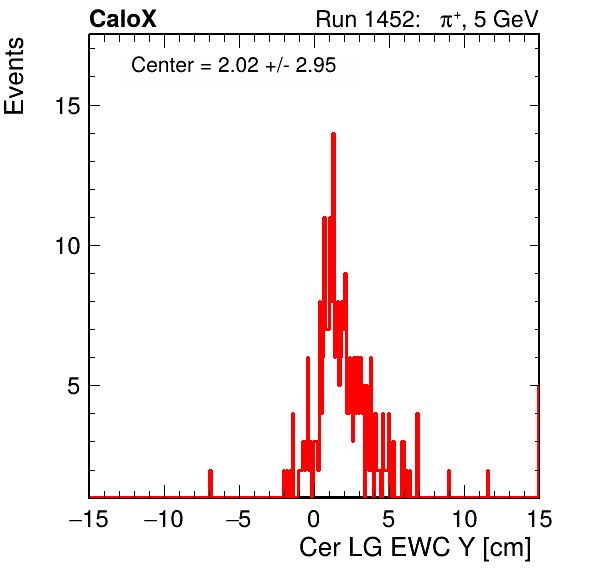 CaloX Run 1452: π⁺, 5 GeV
Center = 2.02 +/- 2.95
Events
15
10
5
−15 −10 −5 0 5 10 15
Cer LG EWC Y [cm]